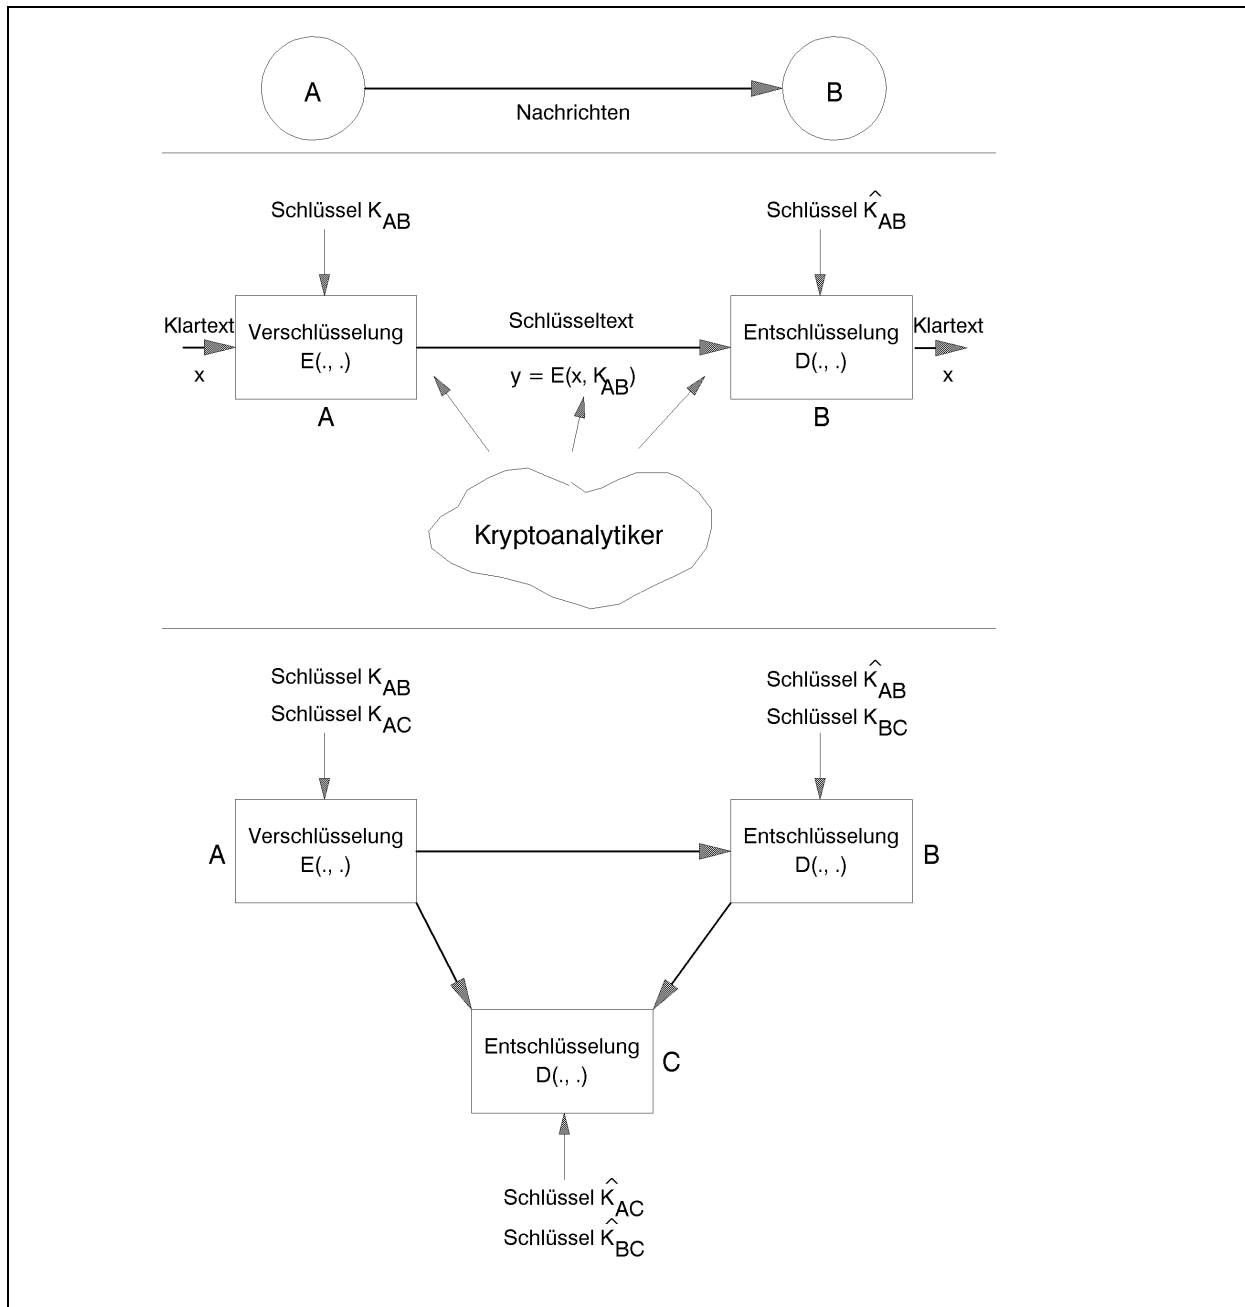 A
B
Nachrichten
Schlüssel K_AB
Schlüssel K̂_AB
Klartext
x
Verschlüsselung
E(., .)
A
Schlüsseltext
y = E(x, K_AB)
Entschlüsselung
D(., .)
B
Klartext
x
Kryptoanalytiker
Schlüssel K_AB
Schlüssel K_AC
Schlüssel K̂_AB
Schlüssel K_BC
A
Verschlüsselung
E(., .)
Entschlüsselung
D(., .)
B
Entschlüsselung
D(., .)
C
Schlüssel K̂_AC
Schlüssel K̂_BC